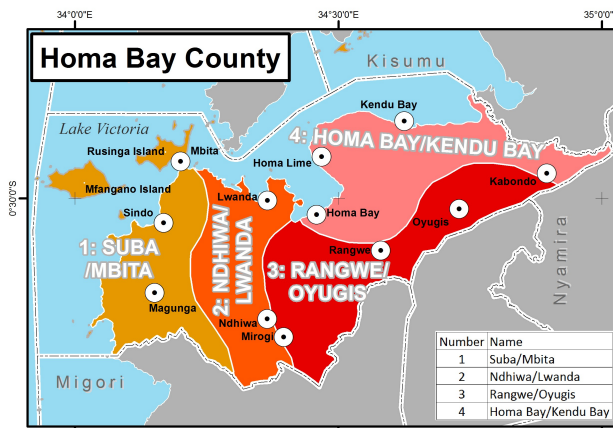 34°0'0"E
34°30'0"E
35°0'0"E
Homa Bay County
Kisumu
Kendu Bay
Lake Victoria
Rusinga Island
Mbita
4: HOMA BAY/KENDU BAY
Homa Lime
Kabondo
Mfangano Island
0°30'0"S
Lwanda
Sindo
Homa Bay
Oyugis
1: SUBA
/MBITA
2: NDHIWA/
LWANDA
Rangwe
3: RANGWE/
OYUGIS
Nyamira
Magunga
Ndhiwa
Mirogi
Migori
Number Name
1 Suba/Mbita
2 Ndhiwa/Lwanda
3 Rangwe/Oyugis
4 Homa Bay/Kendu Bay